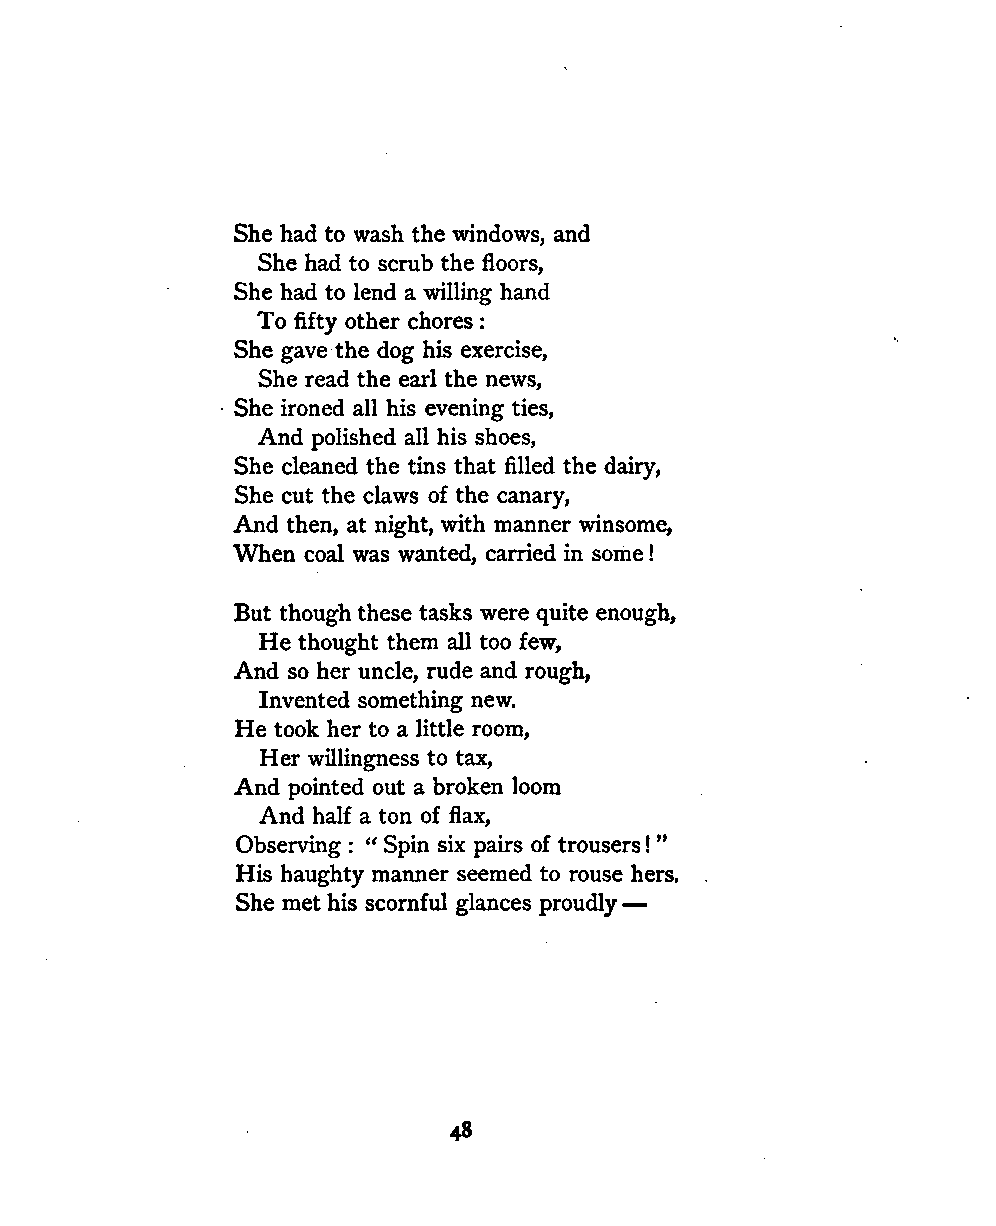 She had to wash the windows, and
She had to scrub the floors,
She had to lend a willing hand
To fifty other chores :
She gave the dog his exercise,
She read the earl the news,
She ironed all his evening ties,
And polished all his shoes,
She cleaned the tins that filled the dairy,
She cut the claws of the canary,
And then, at night, with manner winsome,
When coal was wanted, carried in some !

But though these tasks were quite enough,
He thought them all too few,
And so her uncle, rude and rough,
Invented something new.
He took her to a little room,
Her willingness to tax,
And pointed out a broken loom
And half a ton of flax,
Observing : “ Spin six pairs of trousers ! ”
His haughty manner seemed to rouse hers.
She met his scornful glances proudly —

48